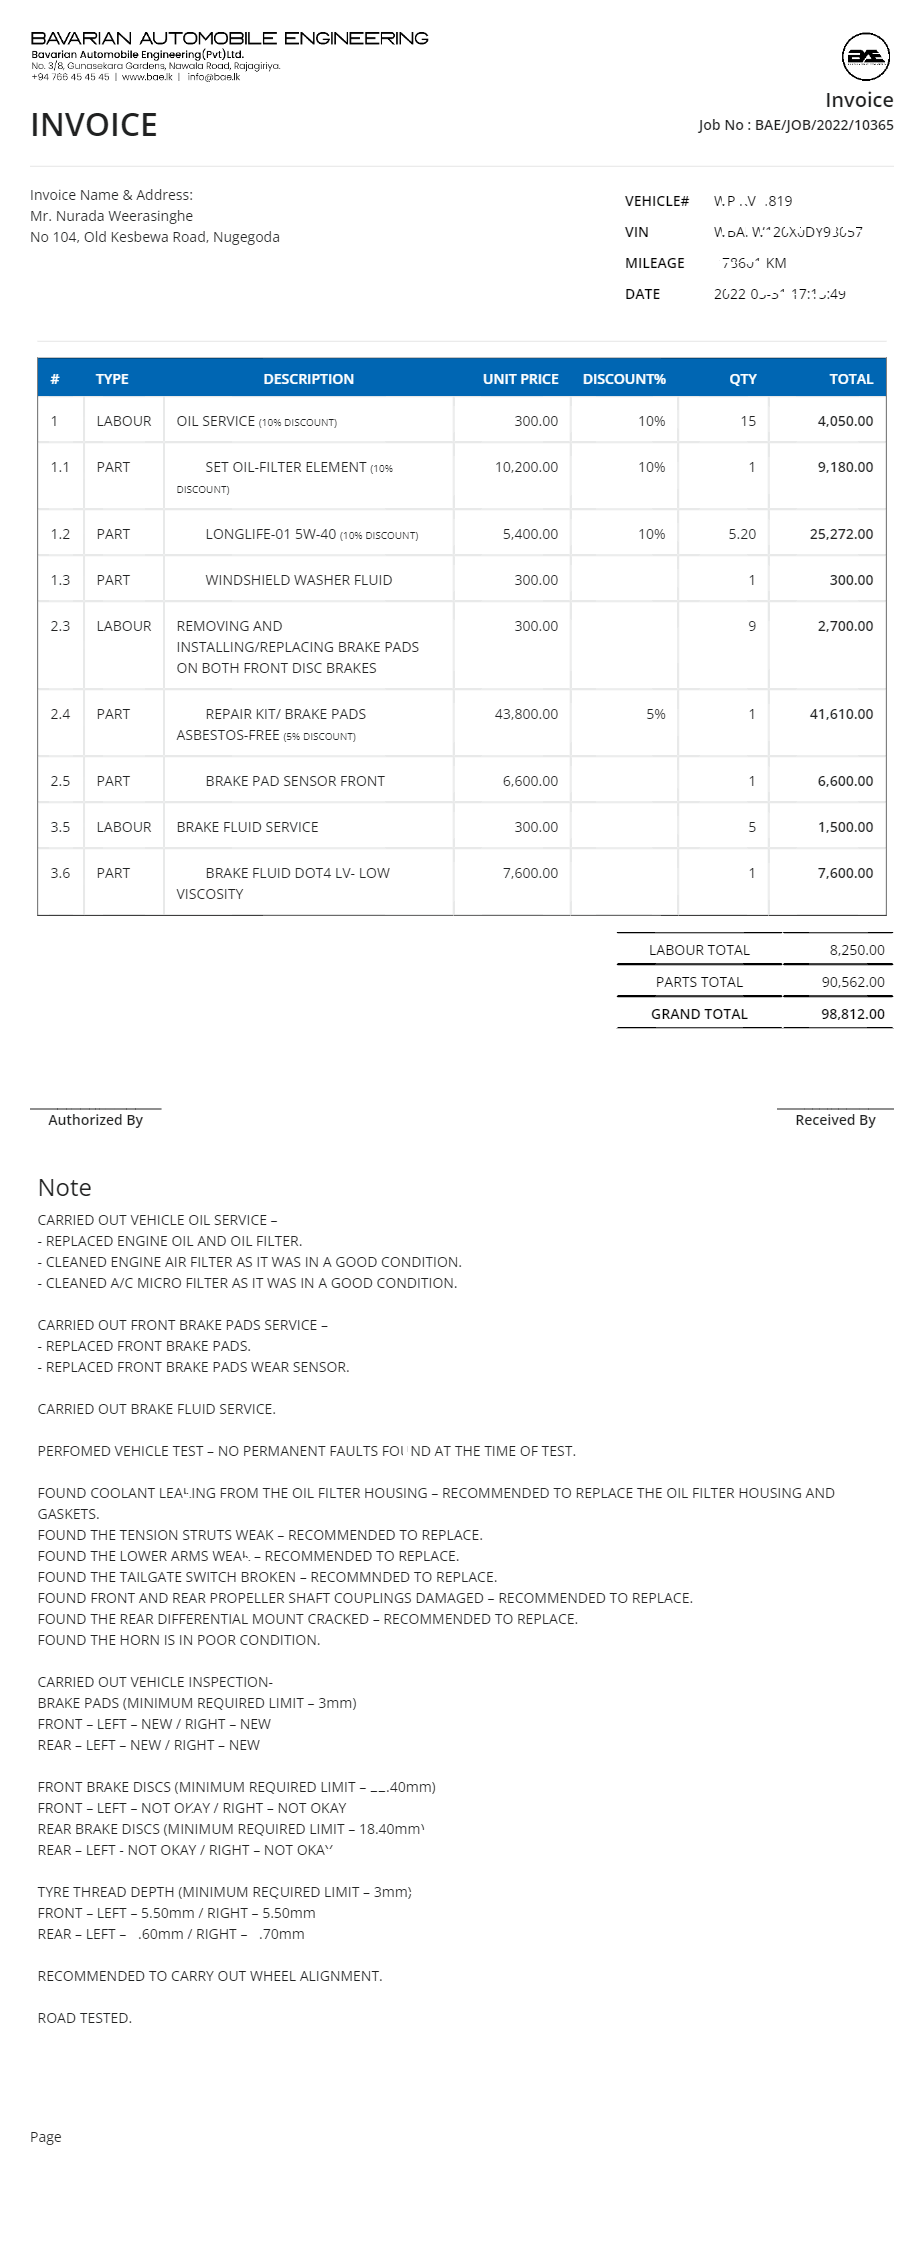 BAVARIAN AUTOMOBILE ENGINEERING
Bavarian Automobile Engineering(Pvt)Ltd.
No. 3/8, Gunasekara Gardens, Nawala Road, Rajagiriya.
+94 766 45 45 45 | www.bae.lk | info@bae.lk
BAE
Invoice
INVOICE
Job No : BAE/JOB/2022/10365
Invoice Name & Address:
Mr. Nurada Weerasinghe
No 104, Old Kesbewa Road, Nugegoda
VEHICLE#
VIN
MILEAGE KM
DATE 2022
# TYPE DESCRIPTION UNIT PRICE DISCOUNT% QTY TOTAL
1 LABOUR OIL SERVICE (10% DISCOUNT) 300.00 10% 15 4,050.00
1.1 PART SET OIL-FILTER ELEMENT (10% 10,200.00 10% 1 9,180.00
DISCOUNT)
1.2 PART LONGLIFE-01 5W-40 (10% DISCOUNT) 5,400.00 10% 5.20 25,272.00
1.3 PART WINDSHIELD WASHER FLUID 300.00 1 300.00
2.3 LABOUR REMOVING AND 300.00 9 2,700.00
INSTALLING/REPLACING BRAKE PADS
ON BOTH FRONT DISC BRAKES
2.4 PART REPAIR KIT/ BRAKE PADS 43,800.00 5% 1 41,610.00
ASBESTOS-FREE (5% DISCOUNT)
2.5 PART BRAKE PAD SENSOR FRONT 6,600.00 1 6,600.00
3.5 LABOUR BRAKE FLUID SERVICE 300.00 5 1,500.00
3.6 PART BRAKE FLUID DOT4 LV- LOW 7,600.00 1 7,600.00
VISCOSITY
LABOUR TOTAL 8,250.00
PARTS TOTAL 90,562.00
GRAND TOTAL 98,812.00
Authorized By Received By
Note
CARRIED OUT VEHICLE OIL SERVICE –
- REPLACED ENGINE OIL AND OIL FILTER.
- CLEANED ENGINE AIR FILTER AS IT WAS IN A GOOD CONDITION.
- CLEANED A/C MICRO FILTER AS IT WAS IN A GOOD CONDITION.
CARRIED OUT FRONT BRAKE PADS SERVICE –
- REPLACED FRONT BRAKE PADS.
- REPLACED FRONT BRAKE PADS WEAR SENSOR.
CARRIED OUT BRAKE FLUID SERVICE.
PERFOMED VEHICLE TEST – NO PERMANENT FAULTS FOUND AT THE TIME OF TEST.
FOUND COOLANT LEAKING FROM THE OIL FILTER HOUSING – RECOMMENDED TO REPLACE THE OIL FILTER HOUSING AND
GASKETS.
FOUND THE TENSION STRUTS WEAK – RECOMMENDED TO REPLACE.
FOUND THE LOWER ARMS WEAK – RECOMMENDED TO REPLACE.
FOUND THE TAILGATE SWITCH BROKEN – RECOMMNDED TO REPLACE.
FOUND FRONT AND REAR PROPELLER SHAFT COUPLINGS DAMAGED – RECOMMENDED TO REPLACE.
FOUND THE REAR DIFFERENTIAL MOUNT CRACKED – RECOMMENDED TO REPLACE.
FOUND THE HORN IS IN POOR CONDITION.
CARRIED OUT VEHICLE INSPECTION-
BRAKE PADS (MINIMUM REQUIRED LIMIT – 3mm)
FRONT – LEFT – NEW / RIGHT – NEW
REAR – LEFT – NEW / RIGHT – NEW
FRONT BRAKE DISCS (MINIMUM REQUIRED LIMIT –
FRONT – LEFT – NOT OKAY / RIGHT – NOT OKAY
REAR BRAKE DISCS (MINIMUM REQUIRED LIMIT – 18.40mm)
REAR – LEFT - NOT OKAY / RIGHT – NOT OKAY
TYRE THREAD DEPTH (MINIMUM REQUIRED LIMIT – 3mm)
FRONT – LEFT – 5.50mm / RIGHT – 5.50mm
REAR – LEFT – / RIGHT –
RECOMMENDED TO CARRY OUT WHEEL ALIGNMENT.
ROAD TESTED.
Page